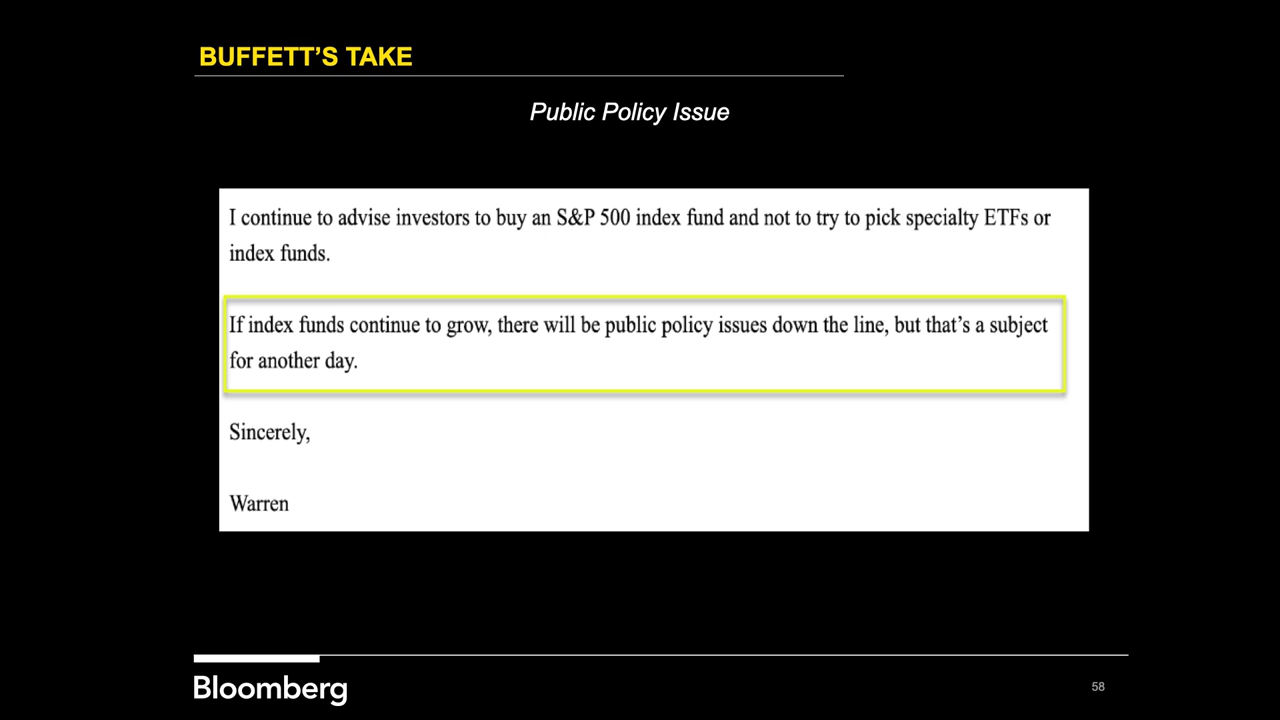 BUFFETT’S TAKE
Public Policy Issue
I continue to advise investors to buy an S&P 500 index fund and not to try to pick specialty ETFs or
index funds.
If index funds continue to grow, there will be public policy issues down the line, but that’s a subject
for another day.
Sincerely,
Warren
Bloomberg
58